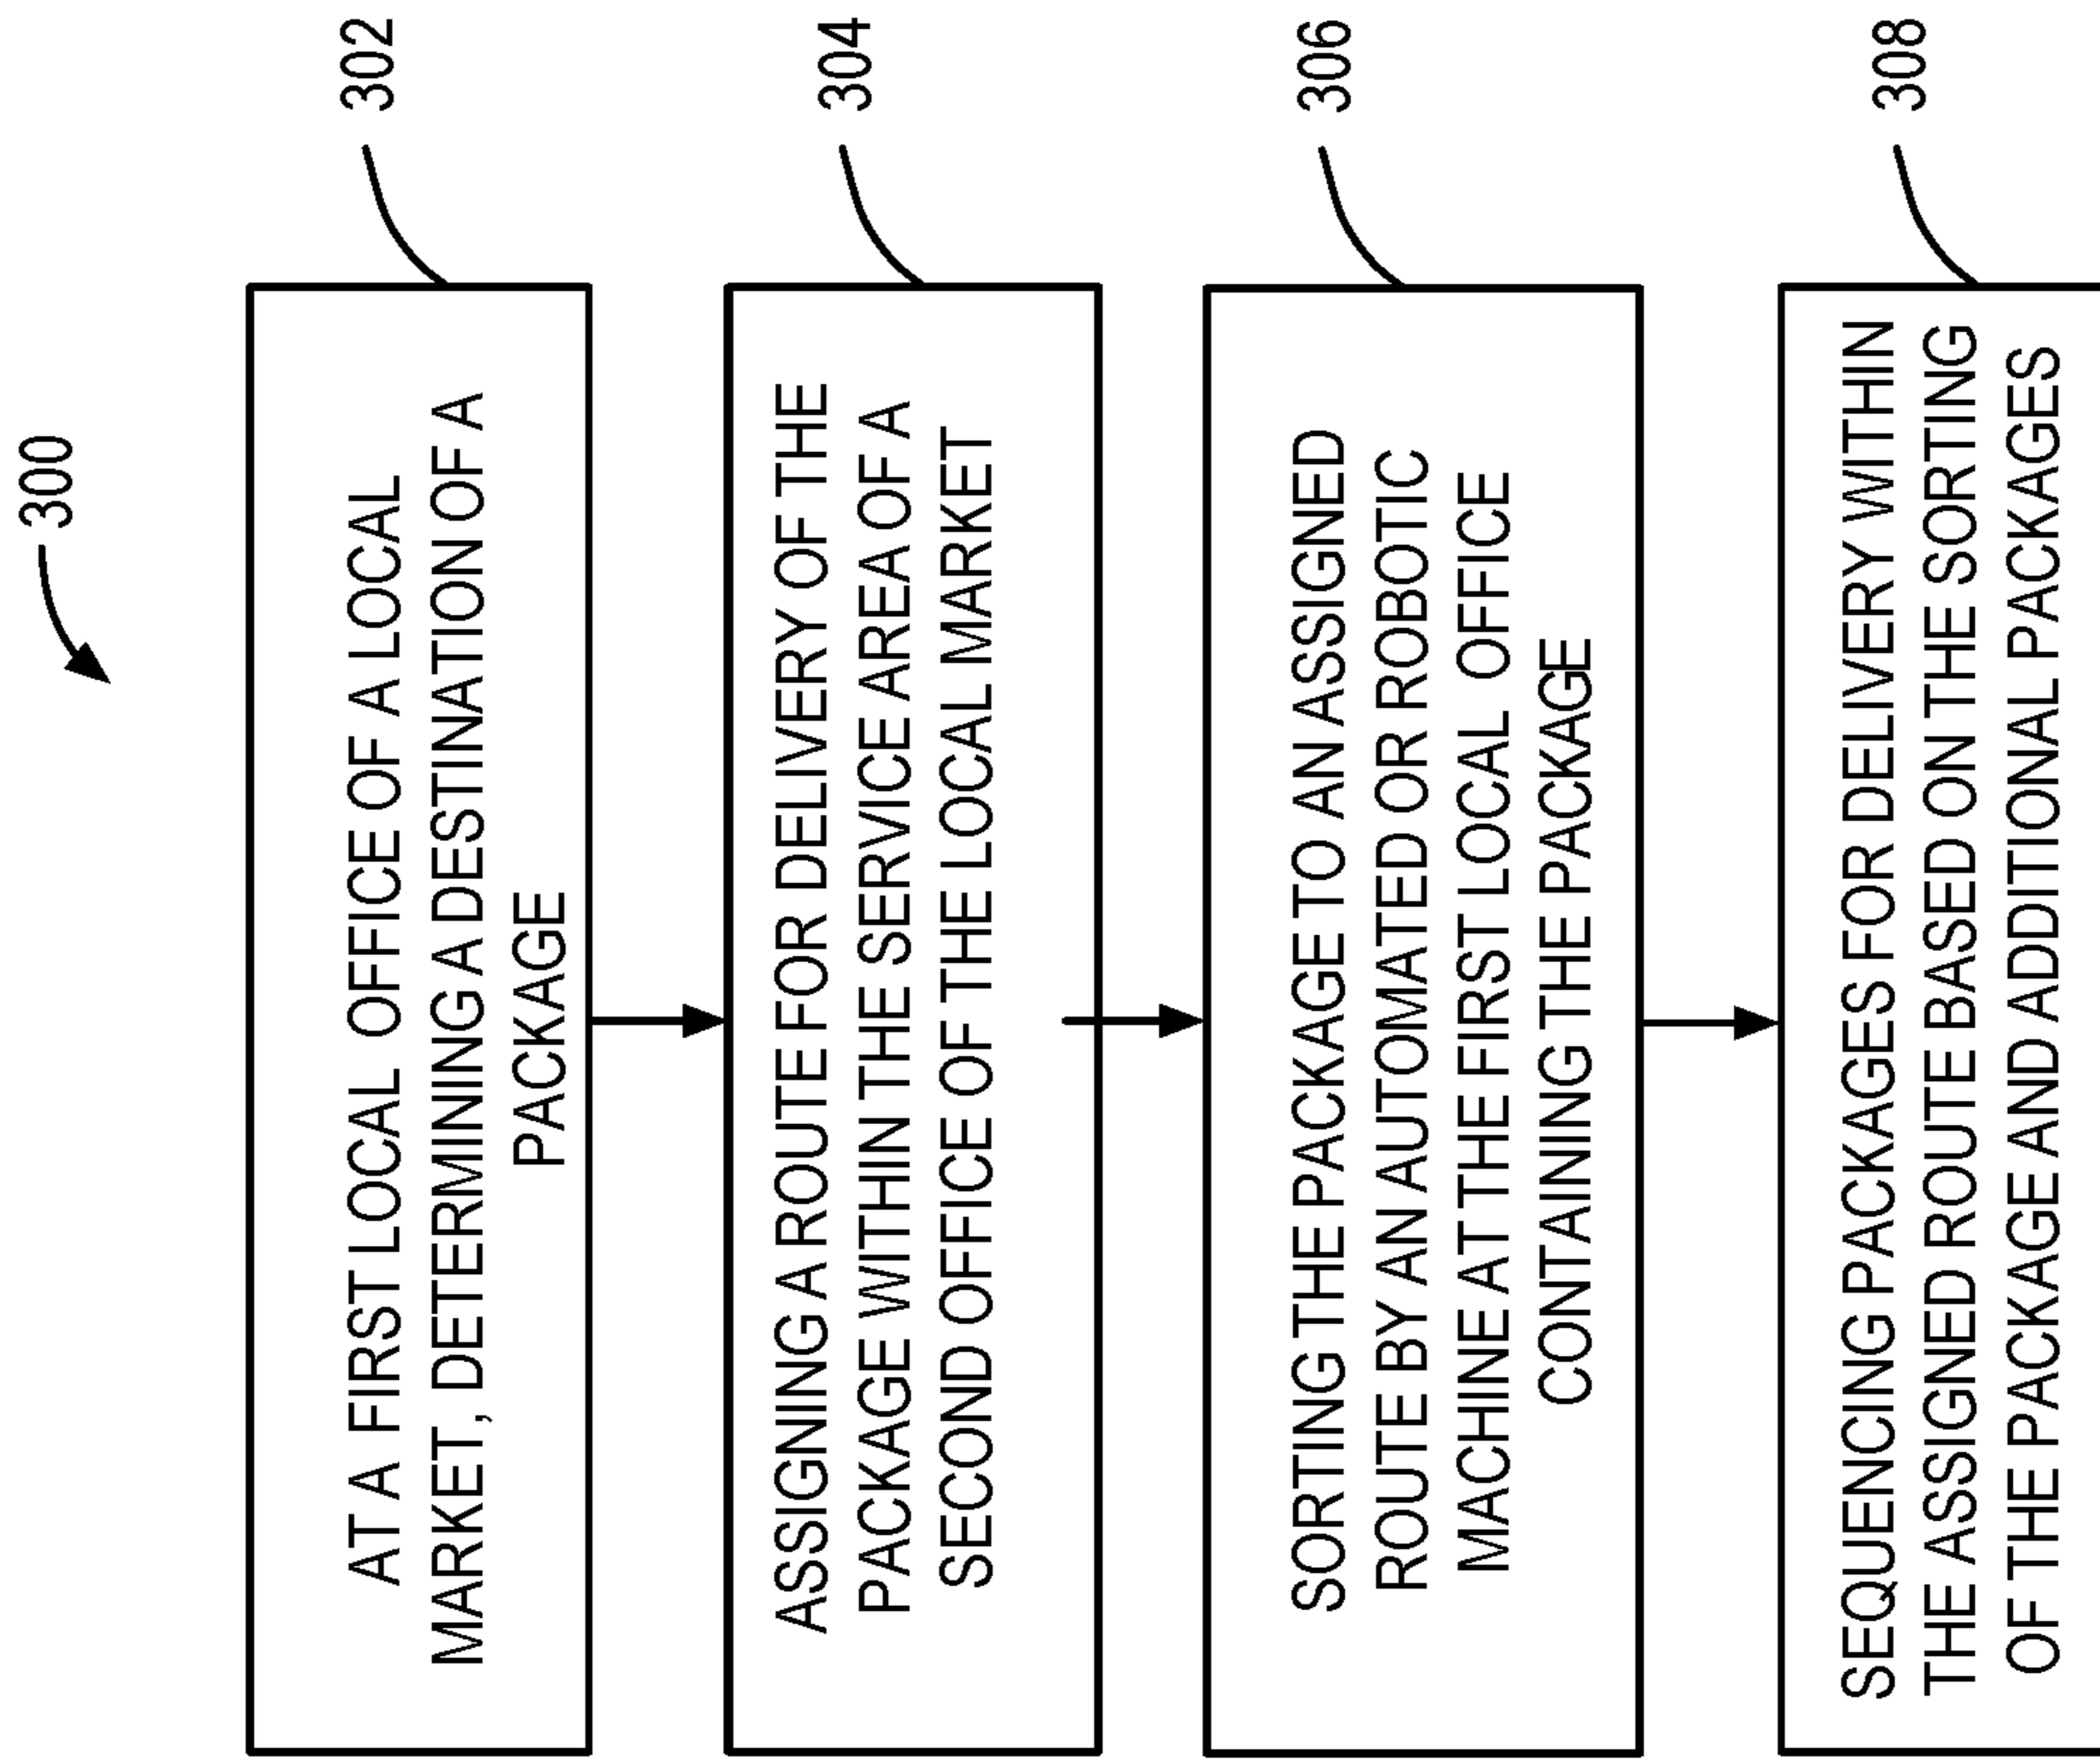 300
302
AT A FIRST LOCAL OFFICE OF A LOCAL
MARKET, DETERMINING A DESTINATION OF A
PACKAGE
304
ASSIGNING A ROUTE FOR DELIVERY OF THE
PACKAGE WITHIN THE SERVICE AREA OF A
SECOND OFFICE OF THE LOCAL MARKET
306
SORTING THE PACKAGE TO AN ASSIGNED
ROUTE BY AN AUTOMATED OR ROBOTIC
MACHINE AT THE FIRST LOCAL OFFICE
CONTAINING THE PACKAGE
308
SEQUENCING PACKAGES FOR DELIVERY WITHIN
THE ASSIGNED ROUTE BASED ON THE SORTING
OF THE PACKAGE AND ADDITIONAL PACKAGES